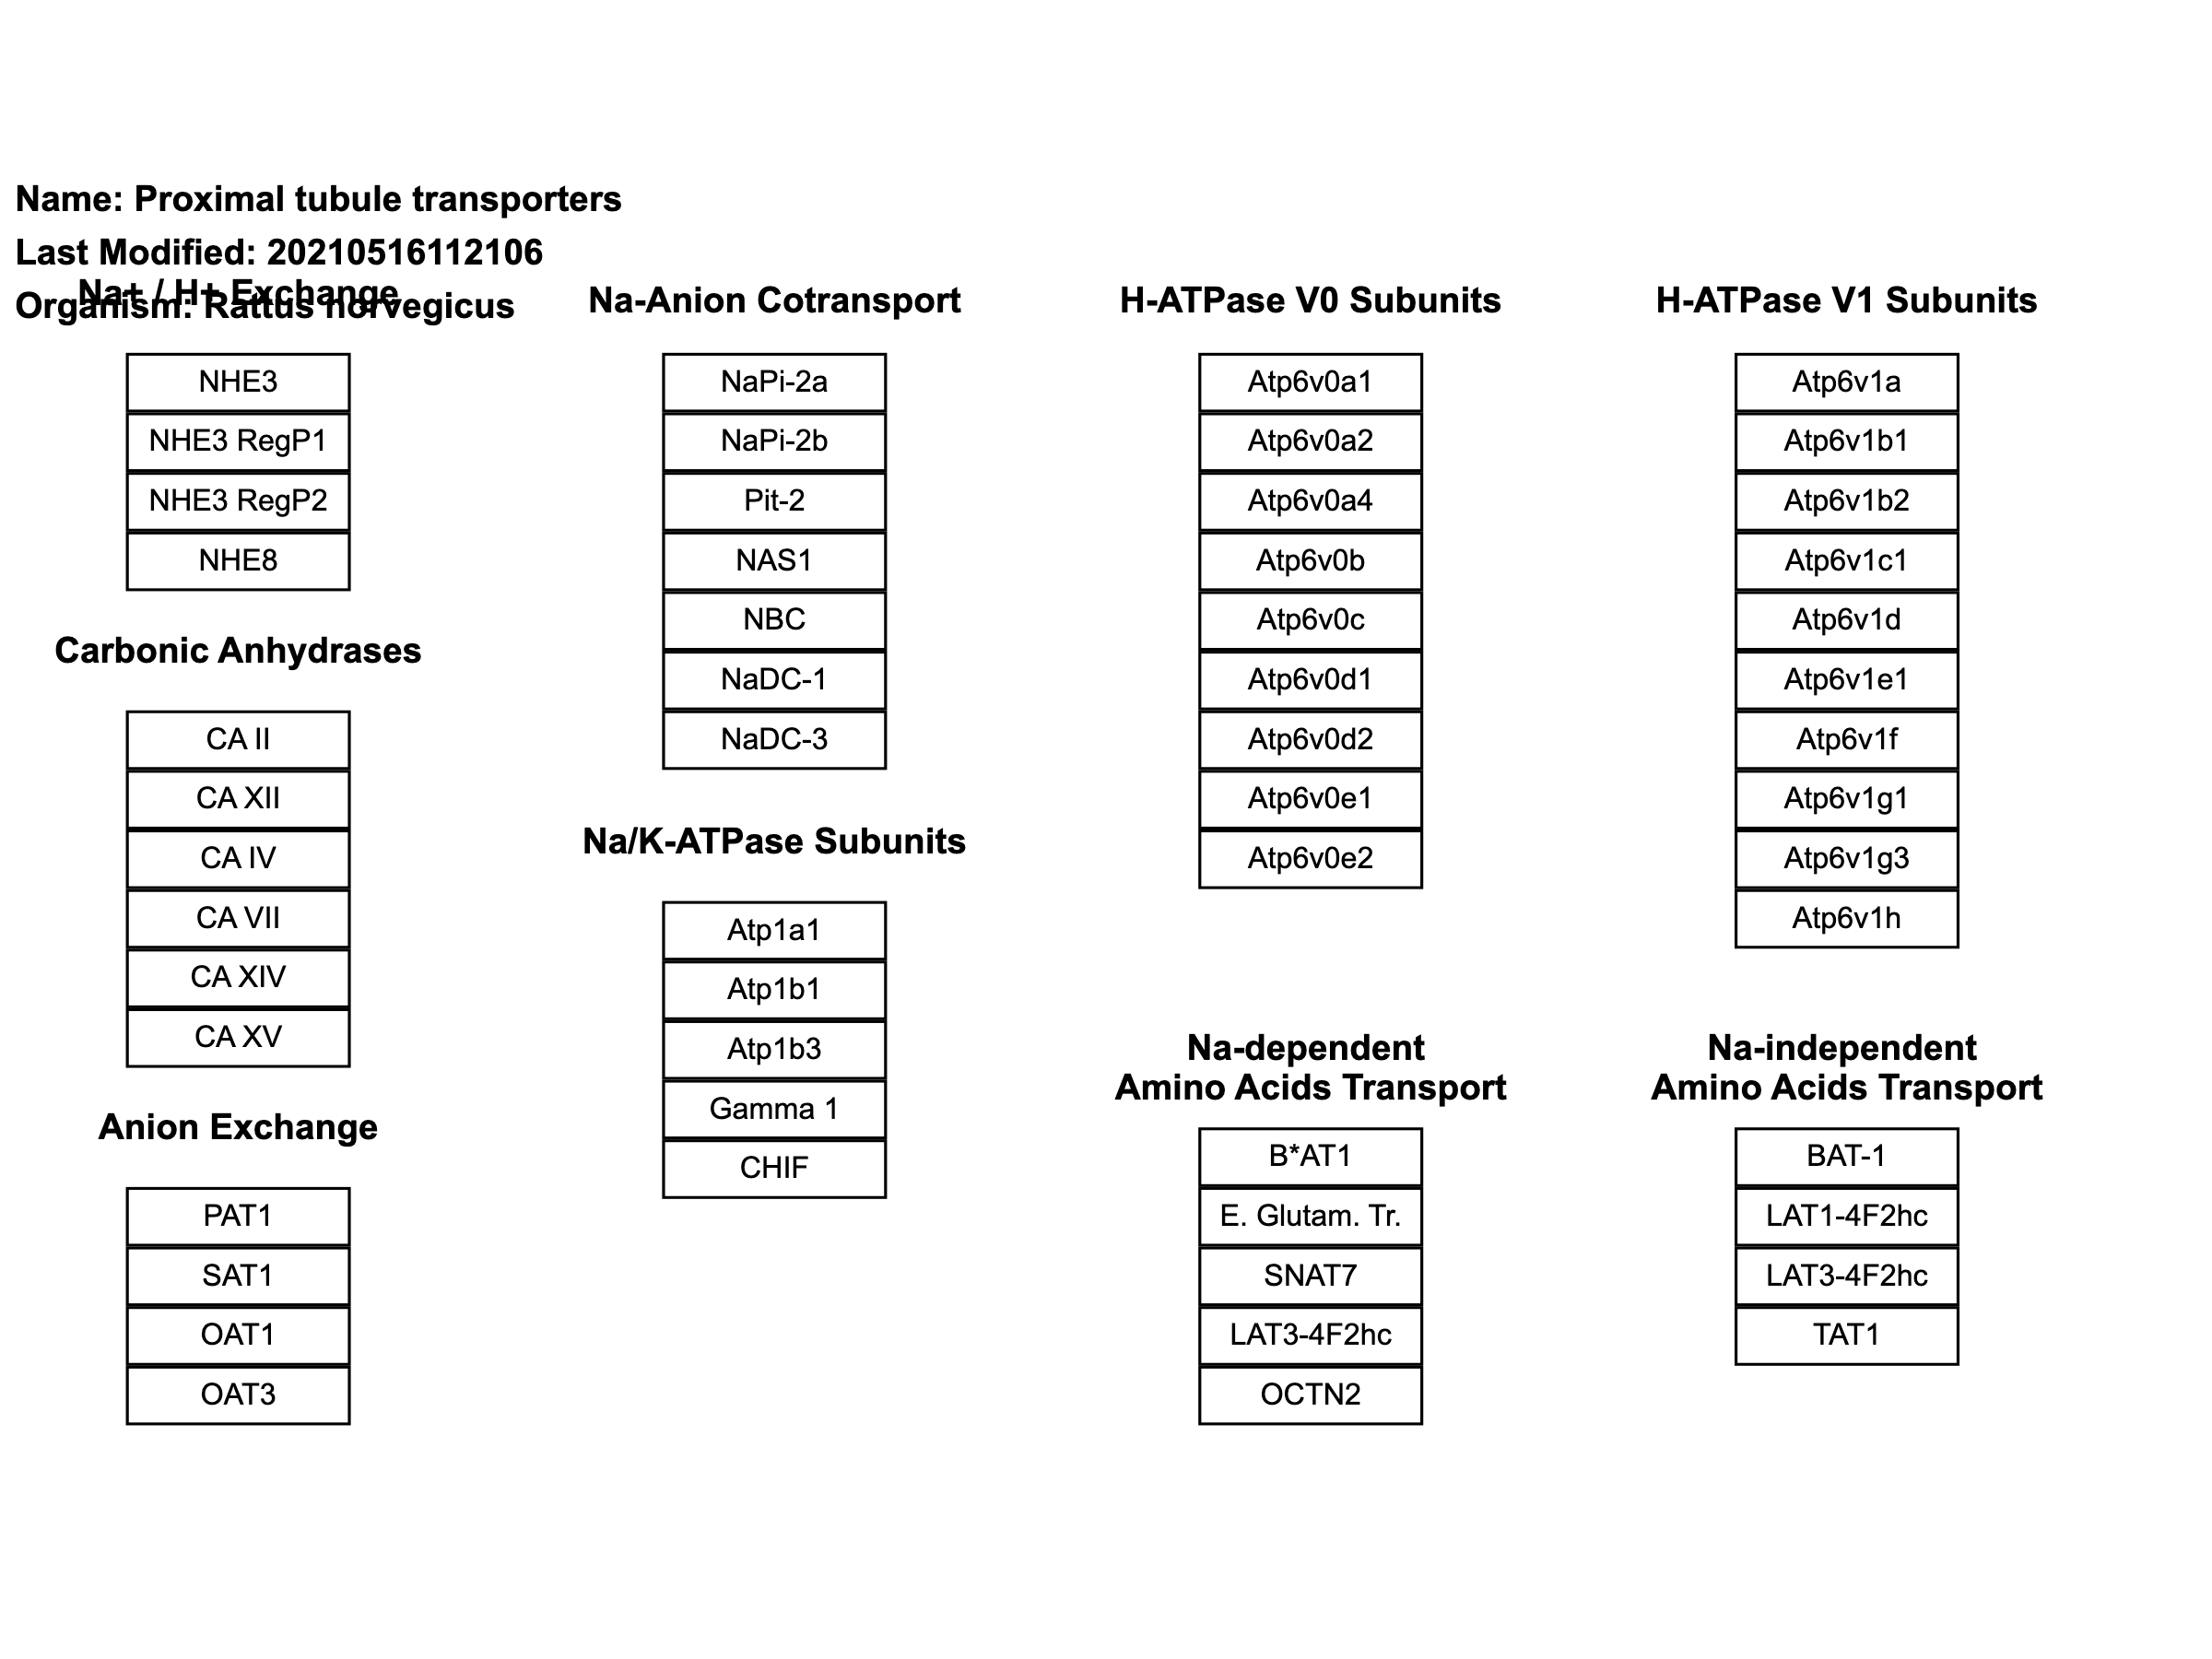 Name: Proximal tubule transporters
Last Modified: 20210516112106
Organism: Rattus norvegicus
Na+ / H+ Exchange
NHE3
NHE3 RegP1
NHE3 RegP2
NHE8
Carbonic Anhydrases
CA II
CA XII
CA IV
CA VII
CA XIV
CA XV
Anion Exchange
PAT1
SAT1
OAT1
OAT3
Na-Anion Cotransport
NaPi-2a
NaPi-2b
Pit-2
NAS1
NBC
NaDC-1
NaDC-3
Na/K-ATPase Subunits
Atp1a1
Atp1b1
Atp1b3
Gamma 1
CHIF
H-ATPase V0 Subunits
Atp6v0a1
Atp6v0a2
Atp6v0a4
Atp6v0b
Atp6v0c
Atp6v0d1
Atp6v0d2
Atp6v0e1
Atp6v0e2
Na-dependent
Amino Acids Transport
B*AT1
E. Glutam. Tr.
SNAT7
LAT3-4F2hc
OCTN2
H-ATPase V1 Subunits
Atp6v1a
Atp6v1b1
Atp6v1b2
Atp6v1c1
Atp6v1d
Atp6v1e1
Atp6v1f
Atp6v1g1
Atp6v1g3
Atp6v1h
Na-independent
Amino Acids Transport
BAT-1
LAT1-4F2hc
LAT3-4F2hc
TAT1